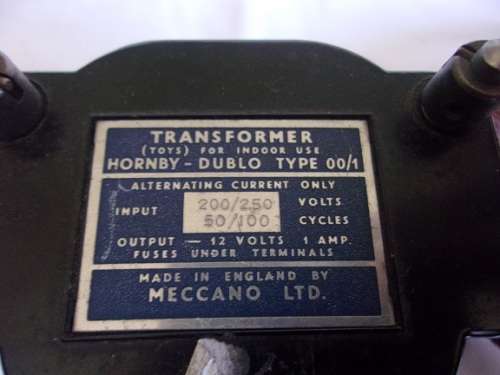 TRANSFORMER
(TOYS) FOR INDOOR USE
HORNBY - DUBLO TYPE 00/1
ALTERNATING CURRENT ONLY
INPUT 200/250 VOLTS
50/100 CYCLES
OUTPUT — 12 VOLTS 1 AMP.
FUSES UNDER TERMINALS
MADE IN ENGLAND BY
MECCANO LTD.